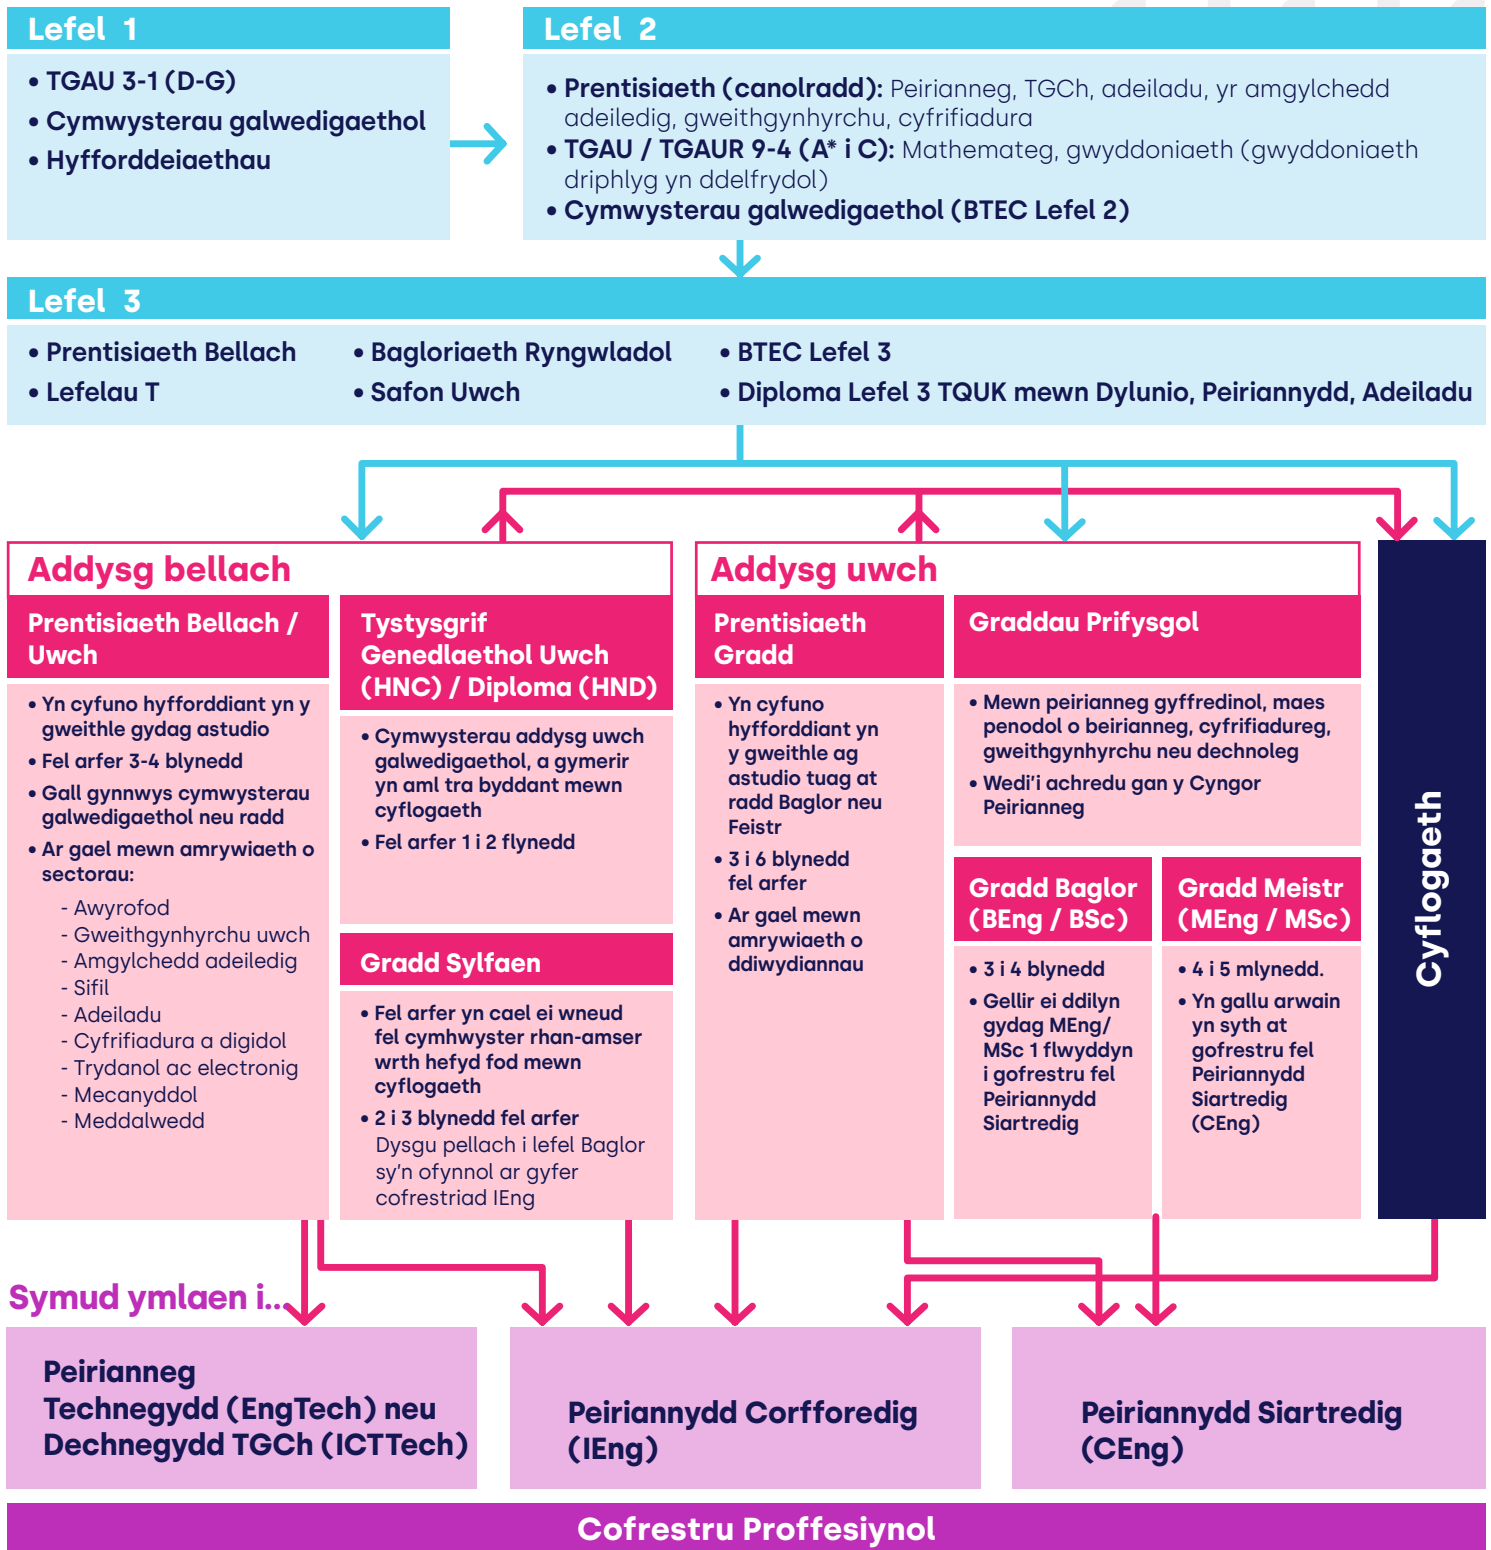 Lefel 1
• TGAU 3-1 (D-G)
• Cymwysterau galwedigaethol
• Hyfforddeiaethau
Lefel 2
• Prentisiaeth (canolradd): Peirianneg, TGCh, adeiladu, yr amgylchedd
adeiledig, gweithgynhyrchu, cyfrifiadura
• TGAU / TGAUR 9-4 (A* i C): Mathemateg, gwyddoniaeth (gwyddoniaeth
driphlyg yn ddelfrydol)
• Cymwysterau galwedigaethol (BTEC Lefel 2)
Lefel 3
• Prentisiaeth Bellach
• Lefelau T
• Bagloriaeth Ryngwladol
• Safon Uwch
• BTEC Lefel 3
• Diploma Lefel 3 TQUK mewn Dylunio, Peiriannydd, Adeiladu
Addysg bellach
Prentisiaeth Bellach /
Uwch
• Yn cyfuno hyfforddiant yn y
gweithle gydag astudio
• Fel arfer 3-4 blynedd
• Gall gynnwys cymwysterau
galwedigaethol neu radd
• Ar gael mewn amrywiaeth o
sectorau:
- Awyrofod
- Gweithgynhyrchu uwch
- Amgylchedd adeiledig
- Sifil
- Adeiladu
- Cyfrifiadura a digidol
- Trydanol ac electronig
- Mecanyddol
- Meddalwedd
Tystysgrif
Genedlaethol Uwch
(HNC) / Diploma (HND)
• Cymwysterau addysg uwch
galwedigaethol, a gymerir
yn aml tra byddant mewn
cyflogaeth
• Fel arfer 1 i 2 flynedd
Gradd Sylfaen
• Fel arfer yn cael ei wneud
fel cymhwyster rhan-amser
wrth hefyd fod mewn
cyflogaeth
• 2 i 3 blynedd fel arfer
Dysgu pellach i lefel Baglor
sy'n ofynnol ar gyfer
cofrestriad IEng
Addysg uwch
Prentisiaeth
Gradd
• Yn cyfuno
hyfforddiant yn
y gweithle ag
astudio tuag at
radd Baglor neu
Feistr
• 3 i 6 blynedd
fel arfer
• Ar gael mewn
amrywiaeth o
ddiwydiannau
Graddau Prifysgol
• Mewn peirianneg gyffredinol, maes
penodol o beirianneg, cyfrifiadureg,
gweithgynhyrchu neu dechnoleg
• Wedi'i achredu gan y Cyngor
Peirianneg
Gradd Baglor
(BEng / BSc)
• 3 i 4 blynedd
• Gellir ei ddilyn
gydag MEng/
MSc 1 flwyddyn
i gofrestru fel
Peiriannydd
Siartredig
Gradd Meistr
(MEng / MSc)
• 4 i 5 mlynedd.
• Yn gallu arwain
yn syth at
gofrestru fel
Peiriannydd
Siartredig
(CEng)
Cyflogaeth
Symud ymlaen i...
Peirianneg
Technegydd (EngTech) neu
Dechnegydd TGCh (ICTTech)
Peiriannydd Corfforedig
(IEng)
Peiriannydd Siartredig
(CEng)
Cofrestru Proffesiynol